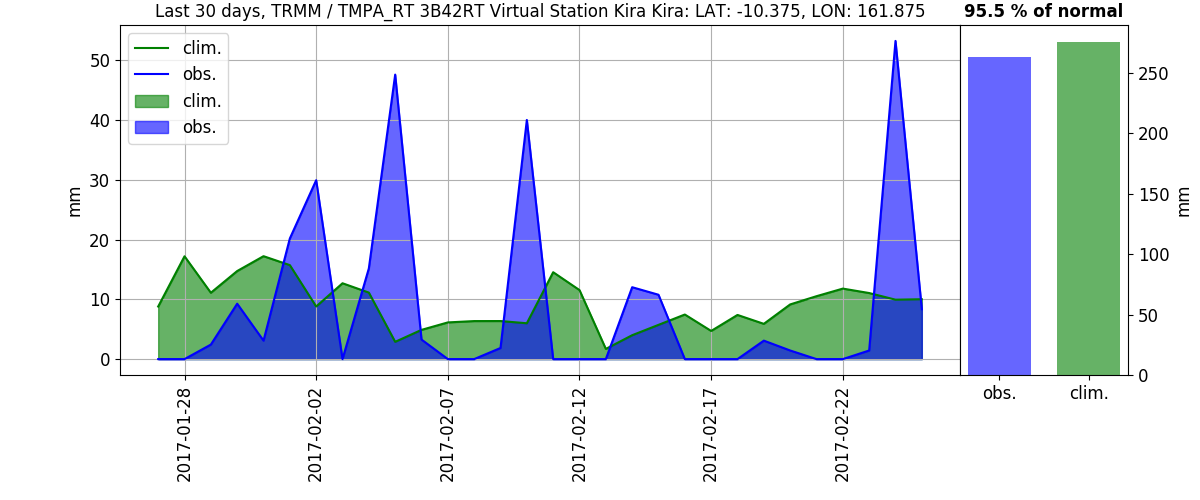 Last 30 days, TRMM / TMPA_RT 3B42RT Virtual Station Kira Kira: LAT: -10.375, LON: 161.875
95.5 % of normal
clim.
obs.
clim.
obs.
50
40
30
20
10
0
mm
2017-01-28
2017-02-02
2017-02-07
2017-02-12
2017-02-17
2017-02-22
250
200
150
100
50
0
mm
obs.
clim.